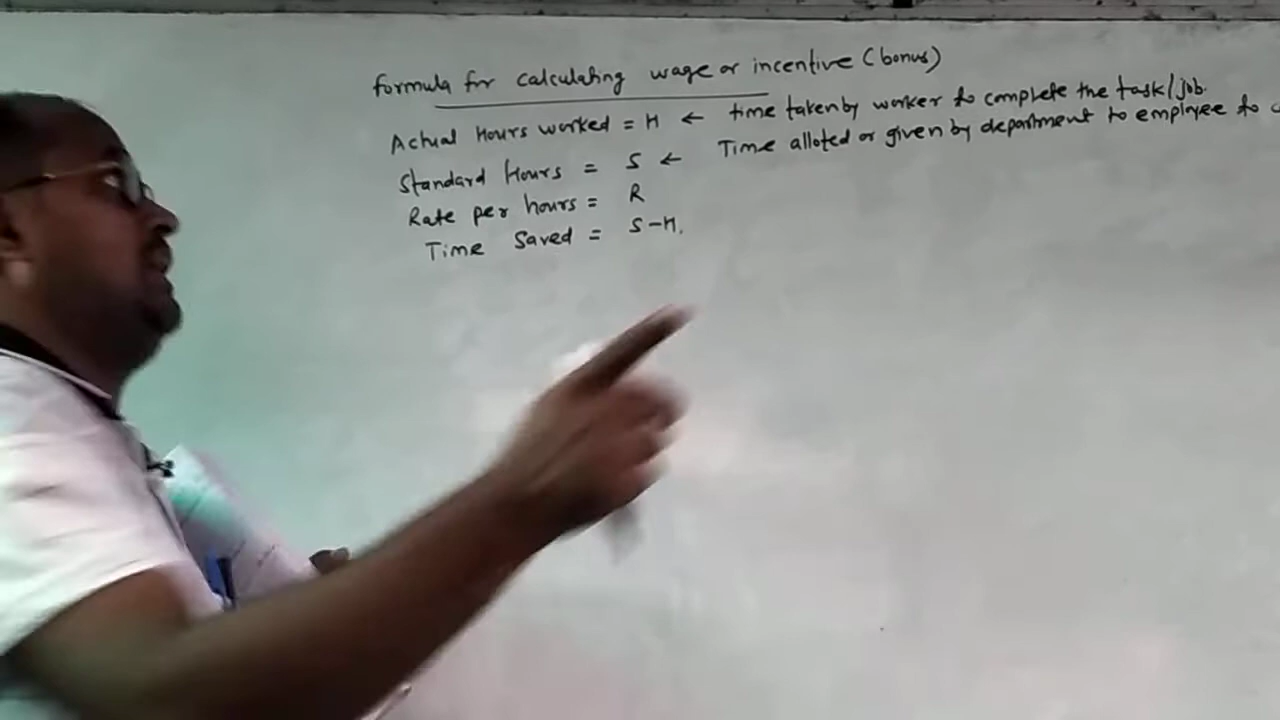 formula for calculating wage or incentive (bonus)
Actual Hours worked = H ← time taken by worker to complete the task/job.
Standard Hours = S ← Time alloted or given by department to employee to
Rate per hours = R
Time Saved = S-H.